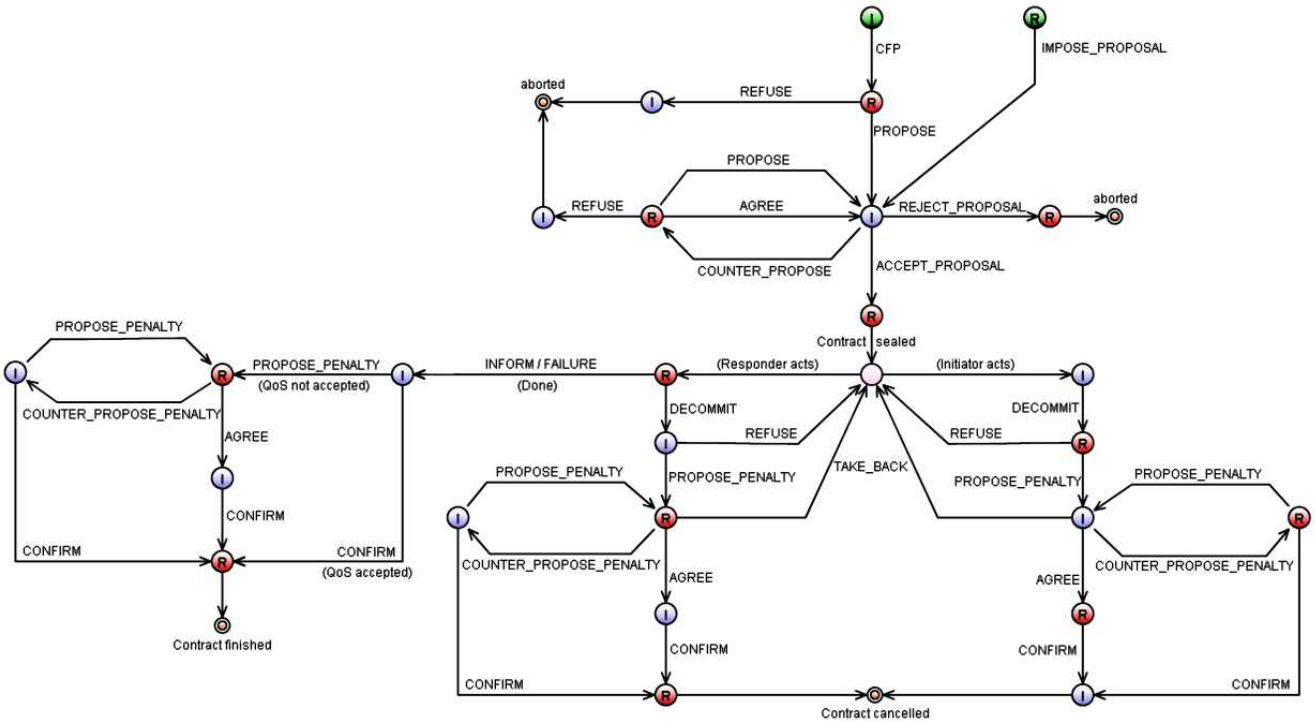 I
R
CFP
IMPOSE_PROPOSAL
aborted
I
REFUSE
R
PROPOSE
PROPOSE
I
REFUSE
R
AGREE
I
REJECT_PROPOSAL
R
aborted
COUNTER_PROPOSE
ACCEPT_PROPOSAL
R
Contract sealed
PROPOSE_PENALTY
I
R
PROPOSE_PENALTY
(QoS not accepted)
I
INFORM / FAILURE
(Done)
R
(Responder acts)
(Initiator acts)
I
COUNTER_PROPOSE_PENALTY
DECOMMIT
DECOMMIT
AGREE
I
REFUSE
REFUSE
R
I
PROPOSE_PENALTY
PROPOSE_PENALTY
TAKE_BACK
PROPOSE_PENALTY
PROPOSE_PENALTY
CONFIRM
I
R
I
R
CONFIRM
R
CONFIRM
(QoS accepted)
COUNTER_PROPOSE_PENALTY
COUNTER_PROPOSE_PENALTY
AGREE
AGREE
I
R
Contract finished
CONFIRM
CONFIRM
CONFIRM
R
I
CONFIRM
Contract cancelled